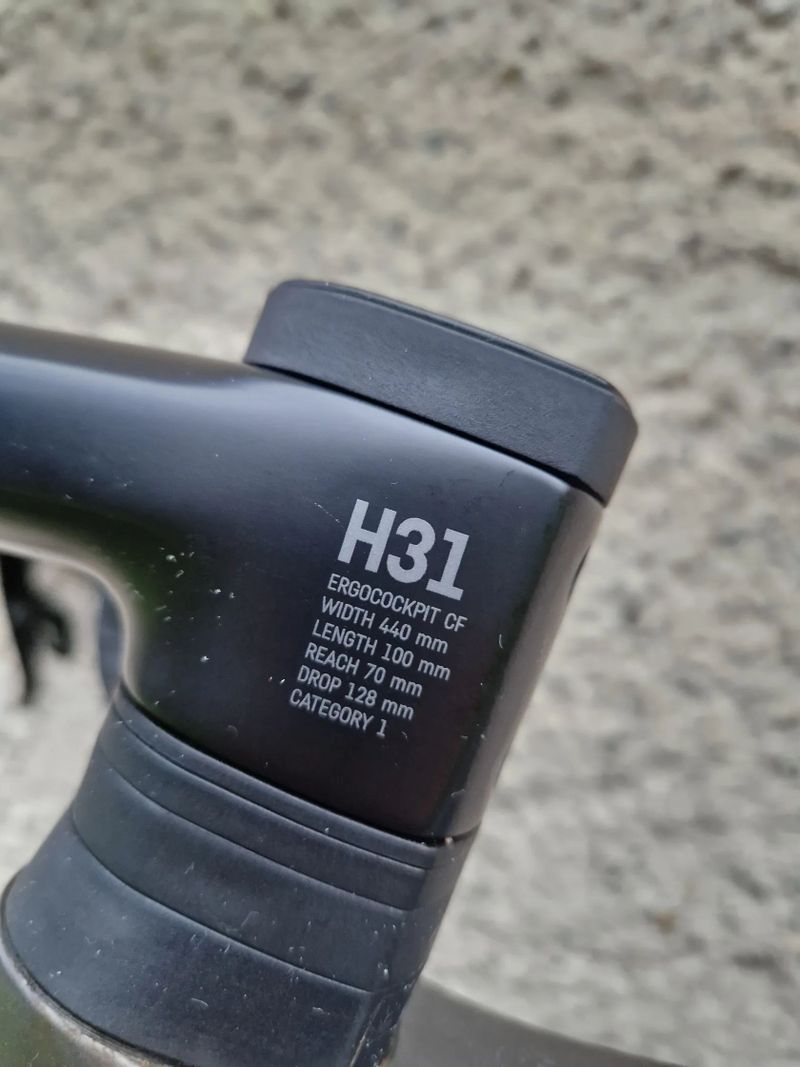 H31
ERGOCOCKPIT CF
WIDTH 440 mm
LENGTH 100 mm
REACH 70 mm
DROP 128 mm
CATEGORY 1